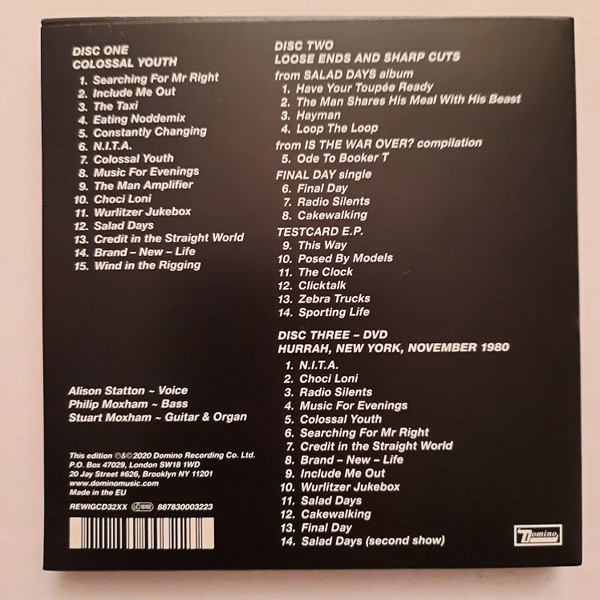 DISC ONE
COLOSSAL YOUTH
1. Searching For Mr Right
2. Include Me Out
3. The Taxi
4. Eating Noddemix
5. Constantly Changing
6. N.I.T.A.
7. Colossal Youth
8. Music For Evenings
9. The Man Amplifier
10. Choci Loni
11. Wurlitzer Jukebox
12. Salad Days
13. Credit in the Straight World
14. Brand – New – Life
15. Wind in the Rigging
Alison Statton ~ Voice
Philip Moxham ~ Bass
Stuart Moxham ~ Guitar & Organ
This edition ℗&©2020 Domino Recording Co. Ltd.
P.O. Box 47029, London SW18 1WD
20 Jay Street #626, Brooklyn NY 11201
www.dominomusic.com
Made in the EU
REWIGCD32XX 887830003223
DISC TWO
LOOSE ENDS AND SHARP CUTS
from SALAD DAYS album
1. Have Your Toupée Ready
2. The Man Shares His Meal With His Beast
3. Hayman
4. Loop The Loop
from IS THE WAR OVER? compilation
5. Ode To Booker T
FINAL DAY single
6. Final Day
7. Radio Silents
8. Cakewalking
TESTCARD E.P.
9. This Way
10. Posed By Models
11. The Clock
12. Clicktalk
13. Zebra Trucks
14. Sporting Life
DISC THREE – DVD
HURRAH, NEW YORK, NOVEMBER 1980
1. N.I.T.A.
2. Choci Loni
3. Radio Silents
4. Music For Evenings
5. Colossal Youth
6. Searching For Mr Right
7. Credit in the Straight World
8. Brand – New – Life
9. Include Me Out
10. Wurlitzer Jukebox
11. Salad Days
12. Cakewalking
13. Final Day
14. Salad Days (second show)
Domino